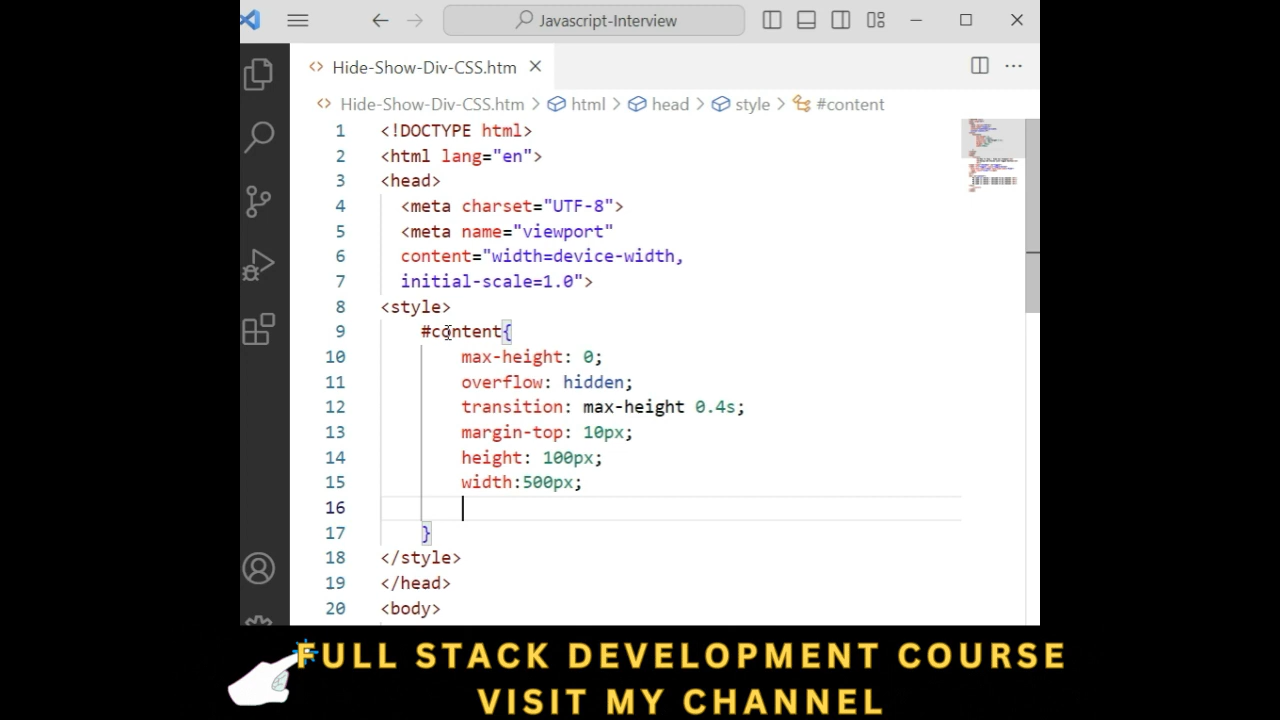 Javascript-Interview
Hide-Show-Div-CSS.htm
Hide-Show-Div-CSS.htm > html > head > style > #content
1 <!DOCTYPE html>
2 <html lang="en">
3 <head>
4 <meta charset="UTF-8">
5 <meta name="viewport"
6 content="width=device-width,
7 initial-scale=1.0">
8 <style>
9 #content{
10 max-height: 0;
11 overflow: hidden;
12 transition: max-height 0.4s;
13 margin-top: 10px;
14 height: 100px;
15 width:500px;
16
17 }
18 </style>
19 </head>
20 <body>
FULL STACK DEVELOPMENT COURSE
VISIT MY CHANNEL